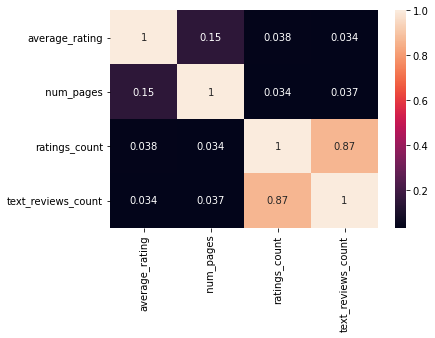 average_rating 1 0.15 0.038 0.034
num_pages 0.15 1 0.034 0.037
ratings_count 0.038 0.034 1 0.87
text_reviews_count 0.034 0.037 0.87 1
average_rating
num_pages
ratings_count
text_reviews_count
1.0
0.8
0.6
0.4
0.2